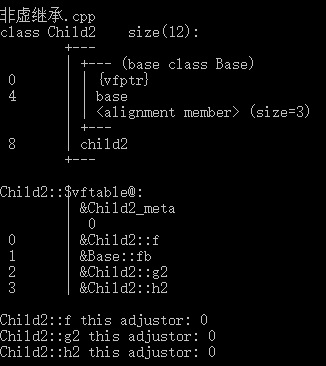 非虚继承.cpp
class Child2    size(12):
        +---
        | +--- (base class Base)
 0      | | {vfptr}
 4      | | base
        | | <alignment member> (size=3)
        | +---
 8      | child2
        +---
Child2::$vftable@:
        | &Child2_meta
        |  0
 0      | &Child2::f
 1      | &Base::fb
 2      | &Child2::g2
 3      | &Child2::h2
Child2::f this adjustor: 0
Child2::g2 this adjustor: 0
Child2::h2 this adjustor: 0